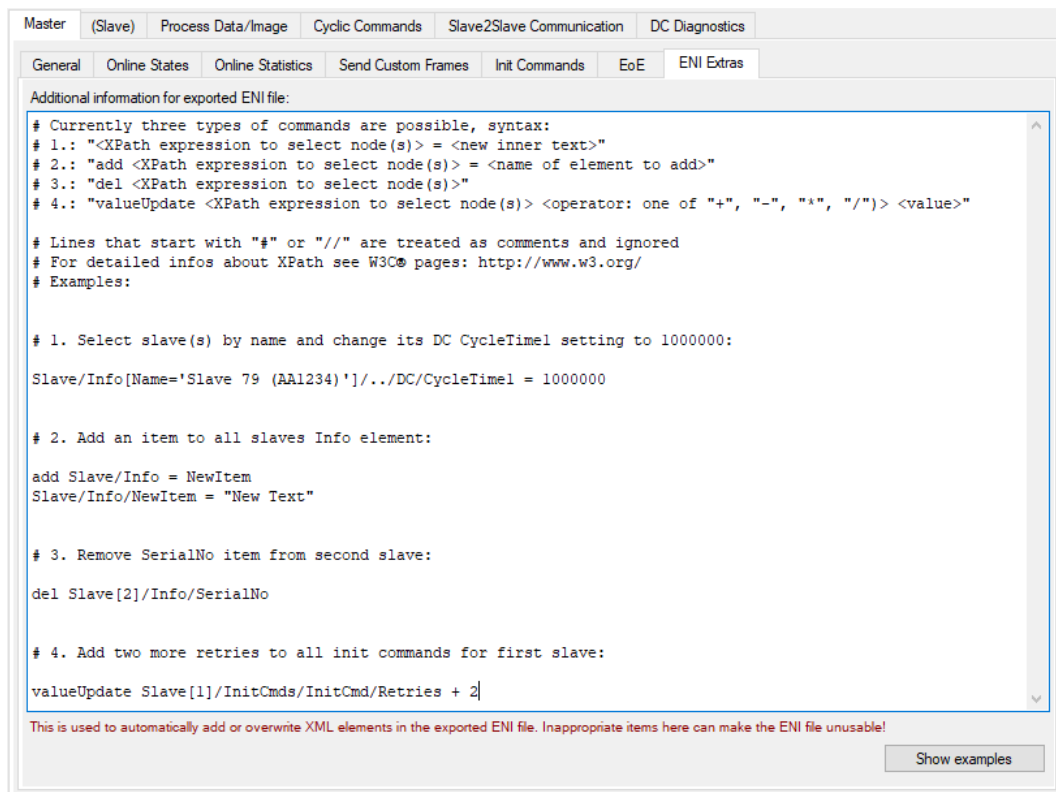 Master (Slave) Process Data/Image Cyclic Commands Slave2Slave Communication DC Diagnostics
General Online States Online Statistics Send Custom Frames Init Commands EoE ENI Extras
Additional information for exported ENI file:
# Currently three types of commands are possible, syntax:
# 1.: "<XPath expression to select node(s)> = <new inner text>"
# 2.: "add <XPath expression to select node(s)> = <name of element to add>"
# 3.: "del <XPath expression to select node(s)>"
# 4.: "valueUpdate <XPath expression to select node(s)> <operator: one of "+", "-", "*", "/")> <value>"
# Lines that start with "#" or "//" are treated as comments and ignored
# For detailed infos about XPath see W3C® pages: http://www.w3.org/
# Examples:
# 1. Select slave(s) by name and change its DC CycleTime1 setting to 1000000:
Slave/Info[Name='Slave 79 (AA1234)']/../DC/CycleTime1 = 1000000
# 2. Add an item to all slaves Info element:
add Slave/Info = NewItem
Slave/Info/NewItem = "New Text"
# 3. Remove SerialNo item from second slave:
del Slave[2]/Info/SerialNo
# 4. Add two more retries to all init commands for first slave:
valueUpdate Slave[1]/InitCmds/InitCmd/Retries + 2
This is used to automatically add or overwrite XML elements in the exported ENI file. Inappropriate items here can make the ENI file unusable!
Show examples